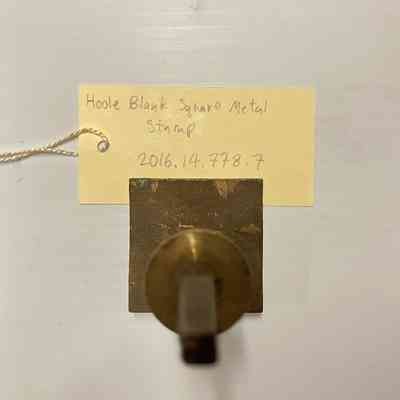 Hoole Blank Square Metal
Stamp
2016.14.778.7